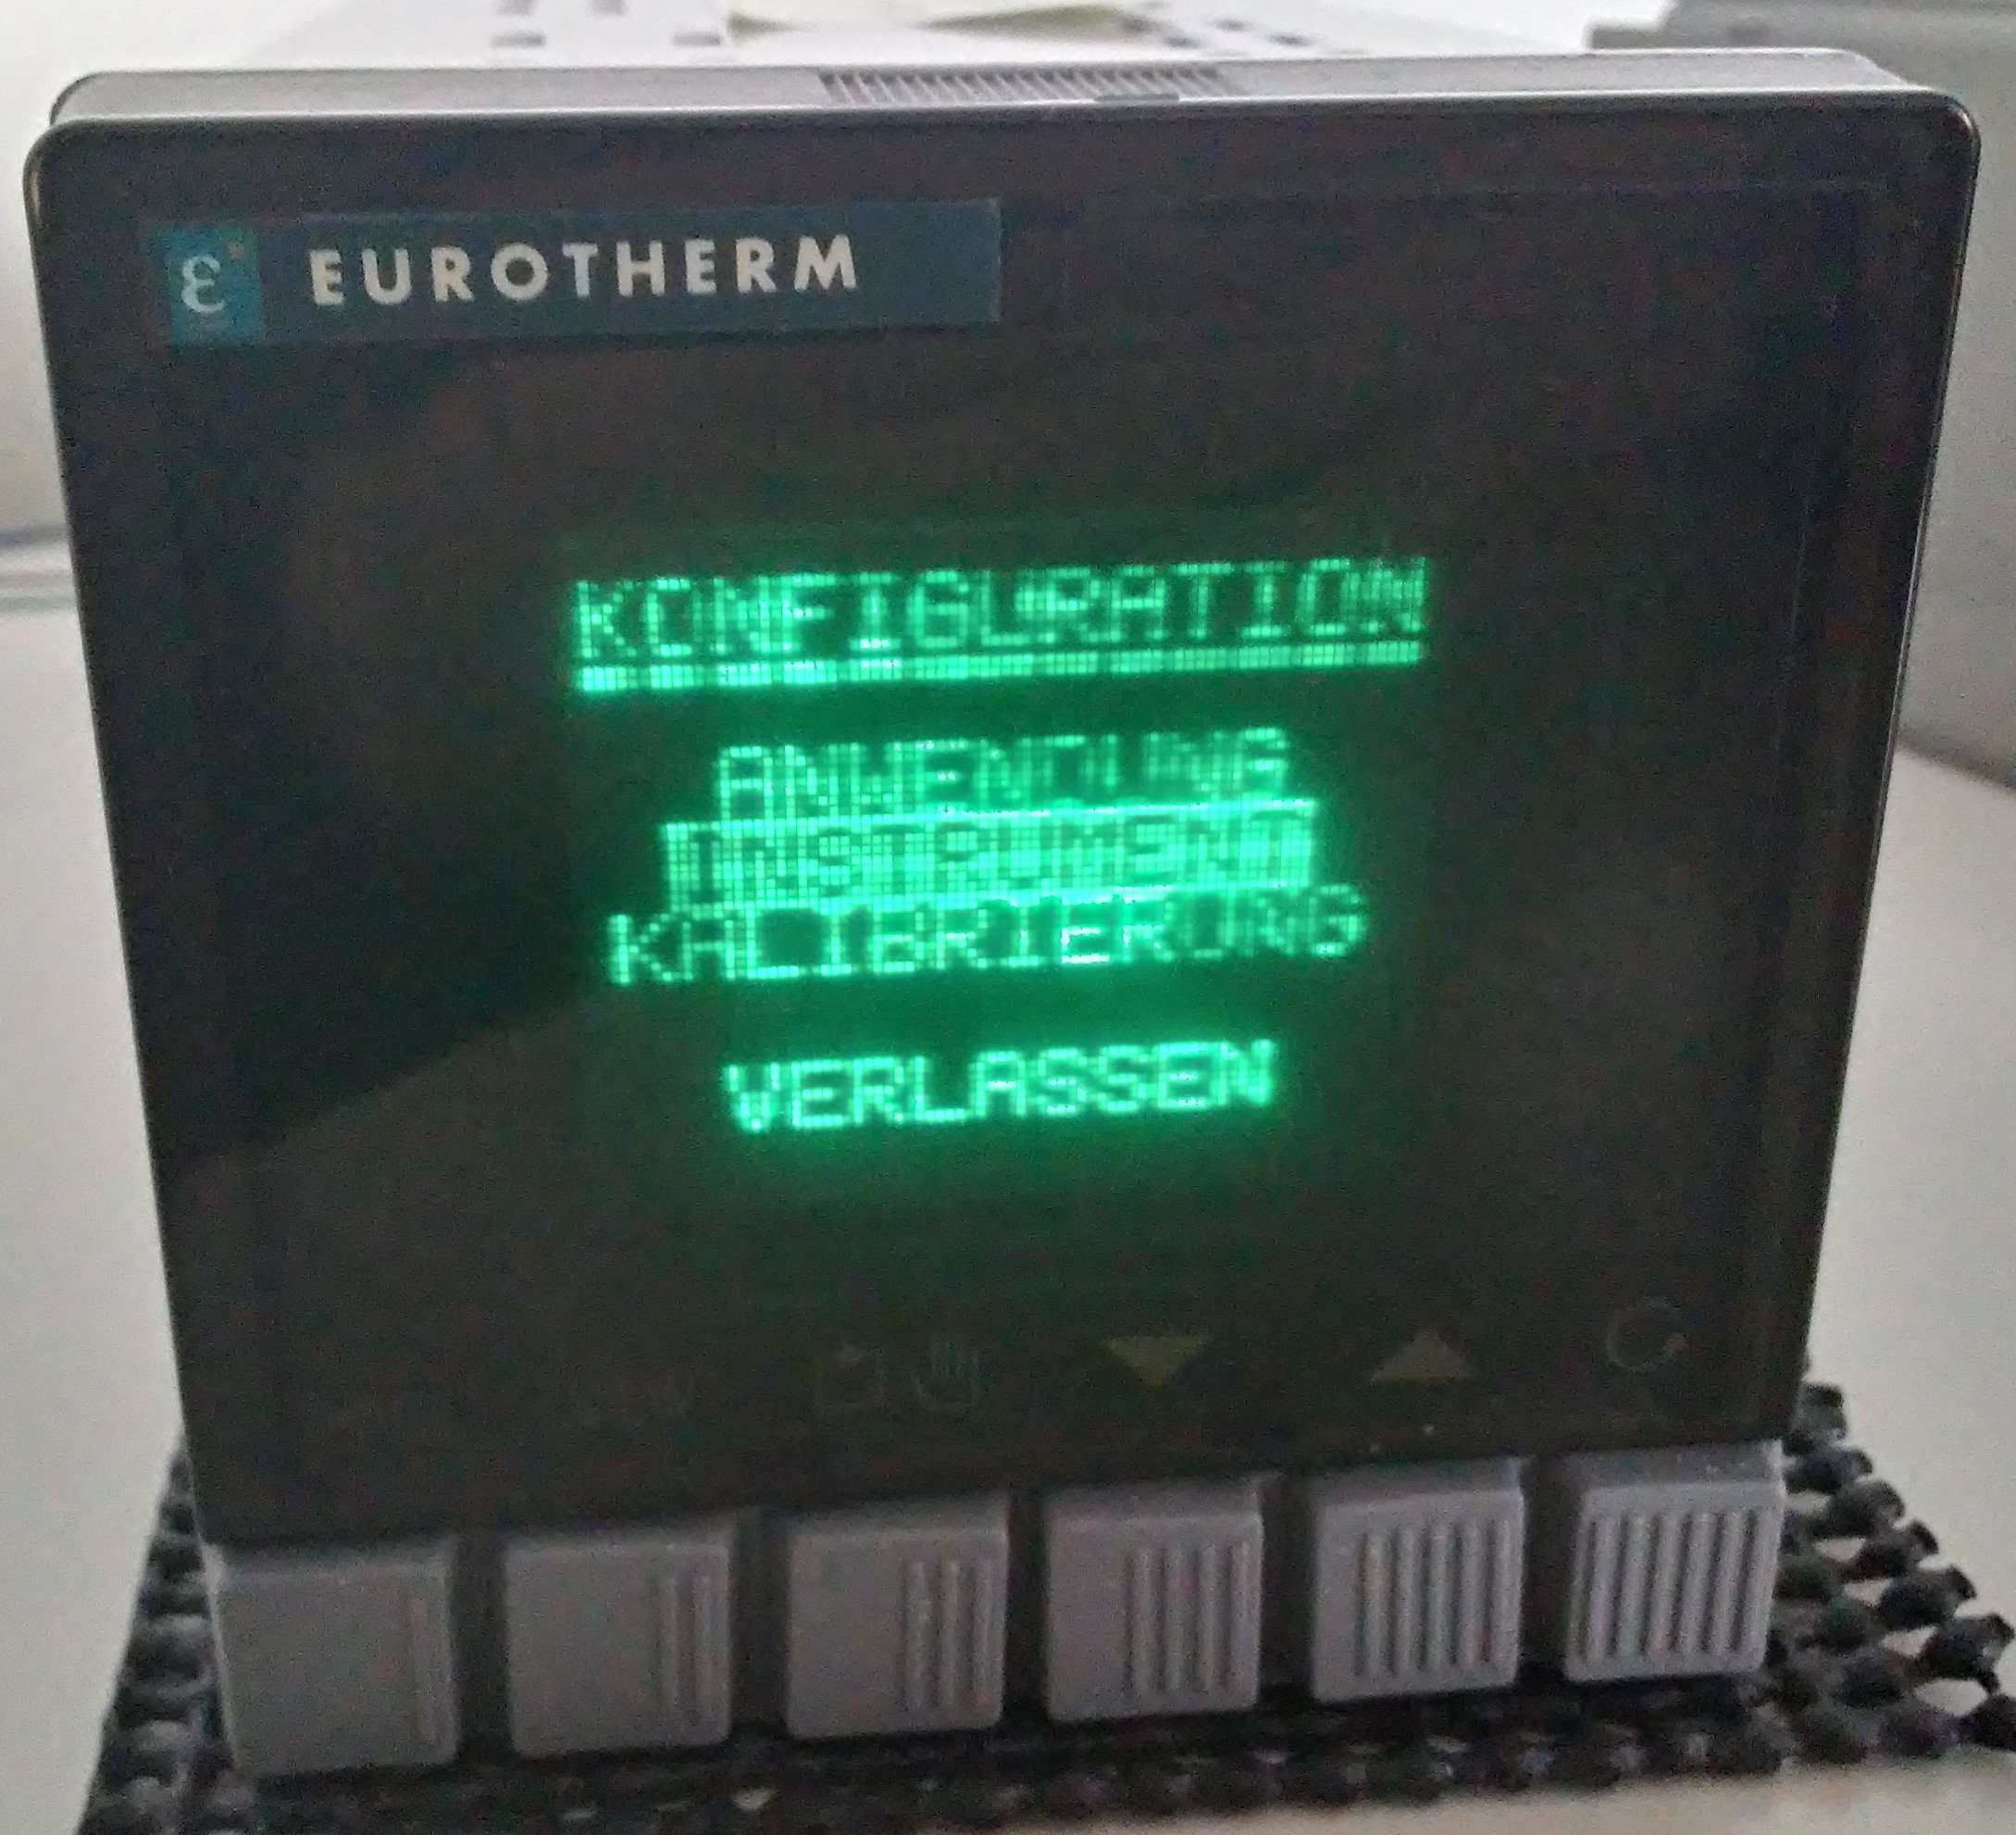 ε EUROTHERM
KONFIGURATION
ANWENDUNG
INSTRUMENT
KALIBRIERUNG
VERLASSEN